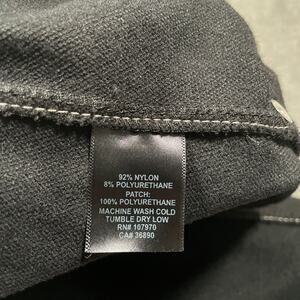 92% NYLON
8% POLYURETHANE
PATCH:
100% POLYURETHANE
MACHINE WASH COLD
TUMBLE DRY LOW
RN# 107970
CA# 36890